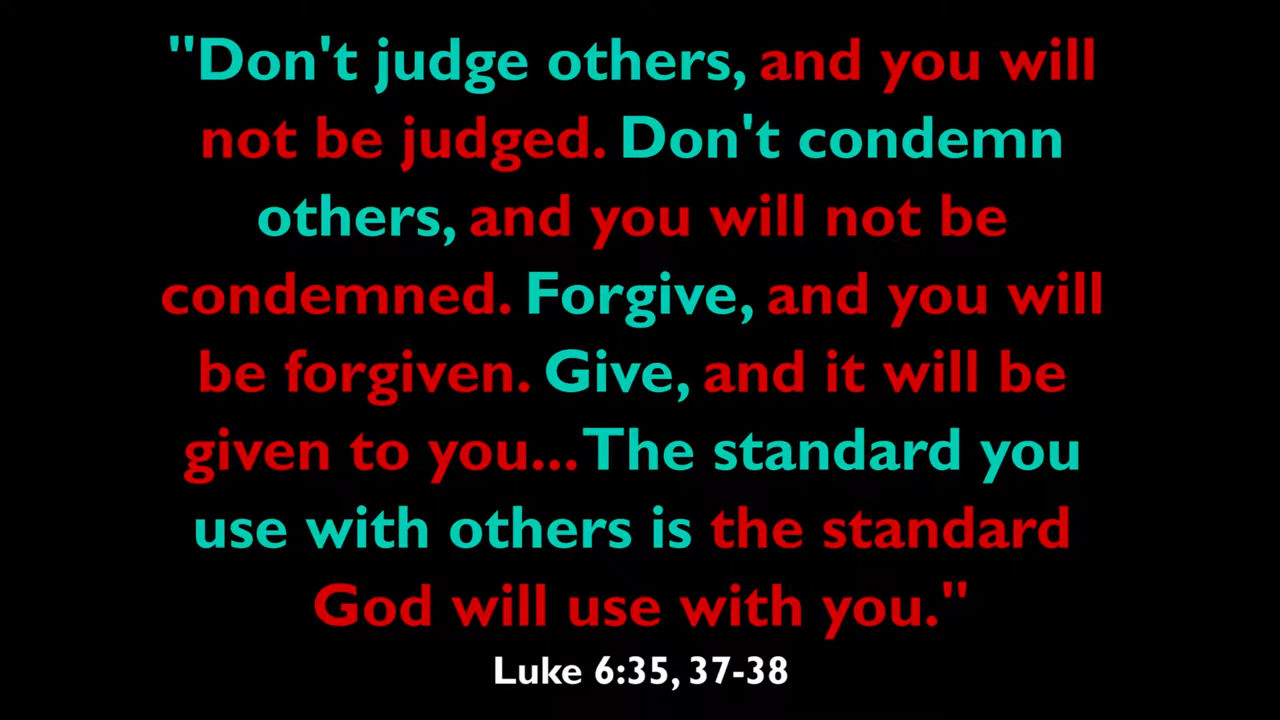 "Don't judge others, and you will
not be judged. Don't condemn
others, and you will not be
condemned. Forgive, and you will
be forgiven. Give, and it will be
given to you...The standard you
use with others is the standard
God will use with you."
Luke 6:35, 37-38